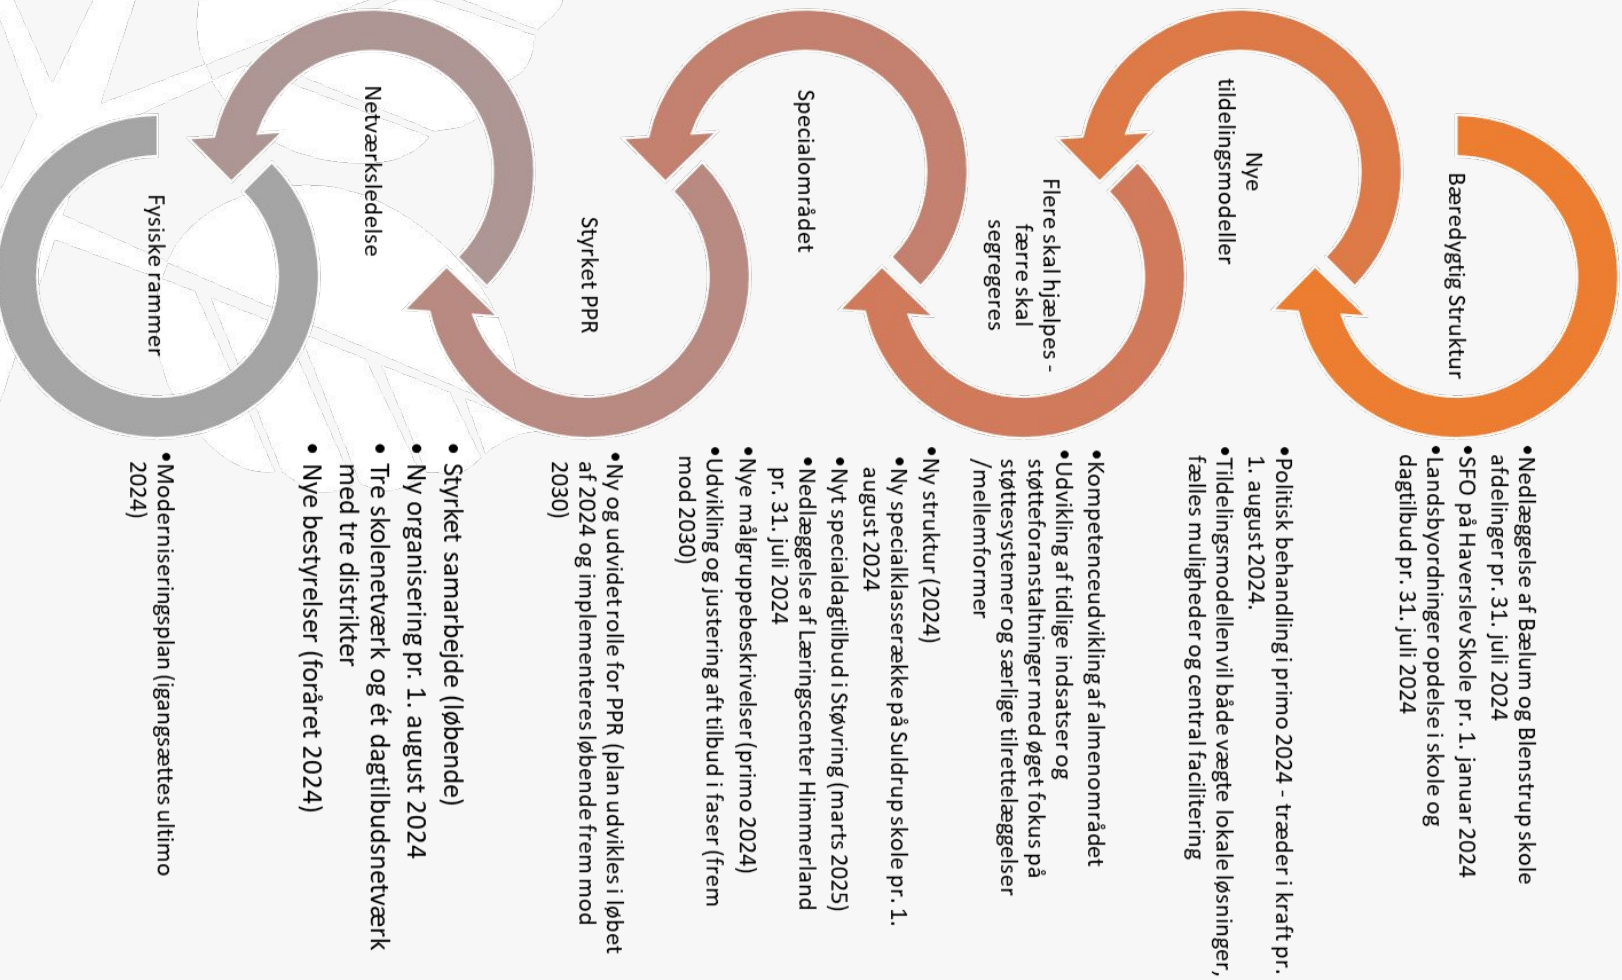 Bæredygtig Struktur
•Nedlæggelse af Bælum og Blenstrup skole
afdelinger pr. 31. juli 2024
•SFO på Haverslev Skole pr. 1. januar 2024
•Landsbyordninger opdelse i skole og
dagtilbud pr. 31. juli 2024
Nye
tildelingsmodeller
•Politisk behandling i primo 2024 - træder i kraft pr.
1. august 2024.
•Tildelingsmodellen vil både vægte lokale løsninger,
fælles muligheder og central facilitering
Flere skal hjælpes -
færre skal
segregeres
•Kompetenceudvikling af almenområdet
•Udvikling af tidlige indsatser og
støtteforanstaltninger med øget fokus på
støttesystemer og særlige tilrettelæggelser
/mellemformer
Specialområdet
•Ny struktur (2024)
•Ny specialklasserække på Suldrup skole pr. 1.
august 2024
•Nyt specialdagtilbud i Støvring (marts 2025)
•Nedlæggelse af Læringscenter Himmerland
pr. 31. juli 2024
•Nye målgruppebeskrivelser (primo 2024)
•Udvikling og justering aft tilbud i faser (frem
mod 2030)
Styrket PPR
•Ny og udvidet rolle for PPR (plan udvikles i løbet
af 2024 og implementeres løbende frem mod
2030)
Netværksledelse
• Styrket samarbejde (løbende)
• Ny organisering pr. 1. august 2024
• Tre skolenetværk og ét dagtilbudsnetværk
med tre distrikter
• Nye bestyrelser (foråret 2024)
Fysiske rammer
•Moderniseringsplan (igangsættes ultimo
2024)